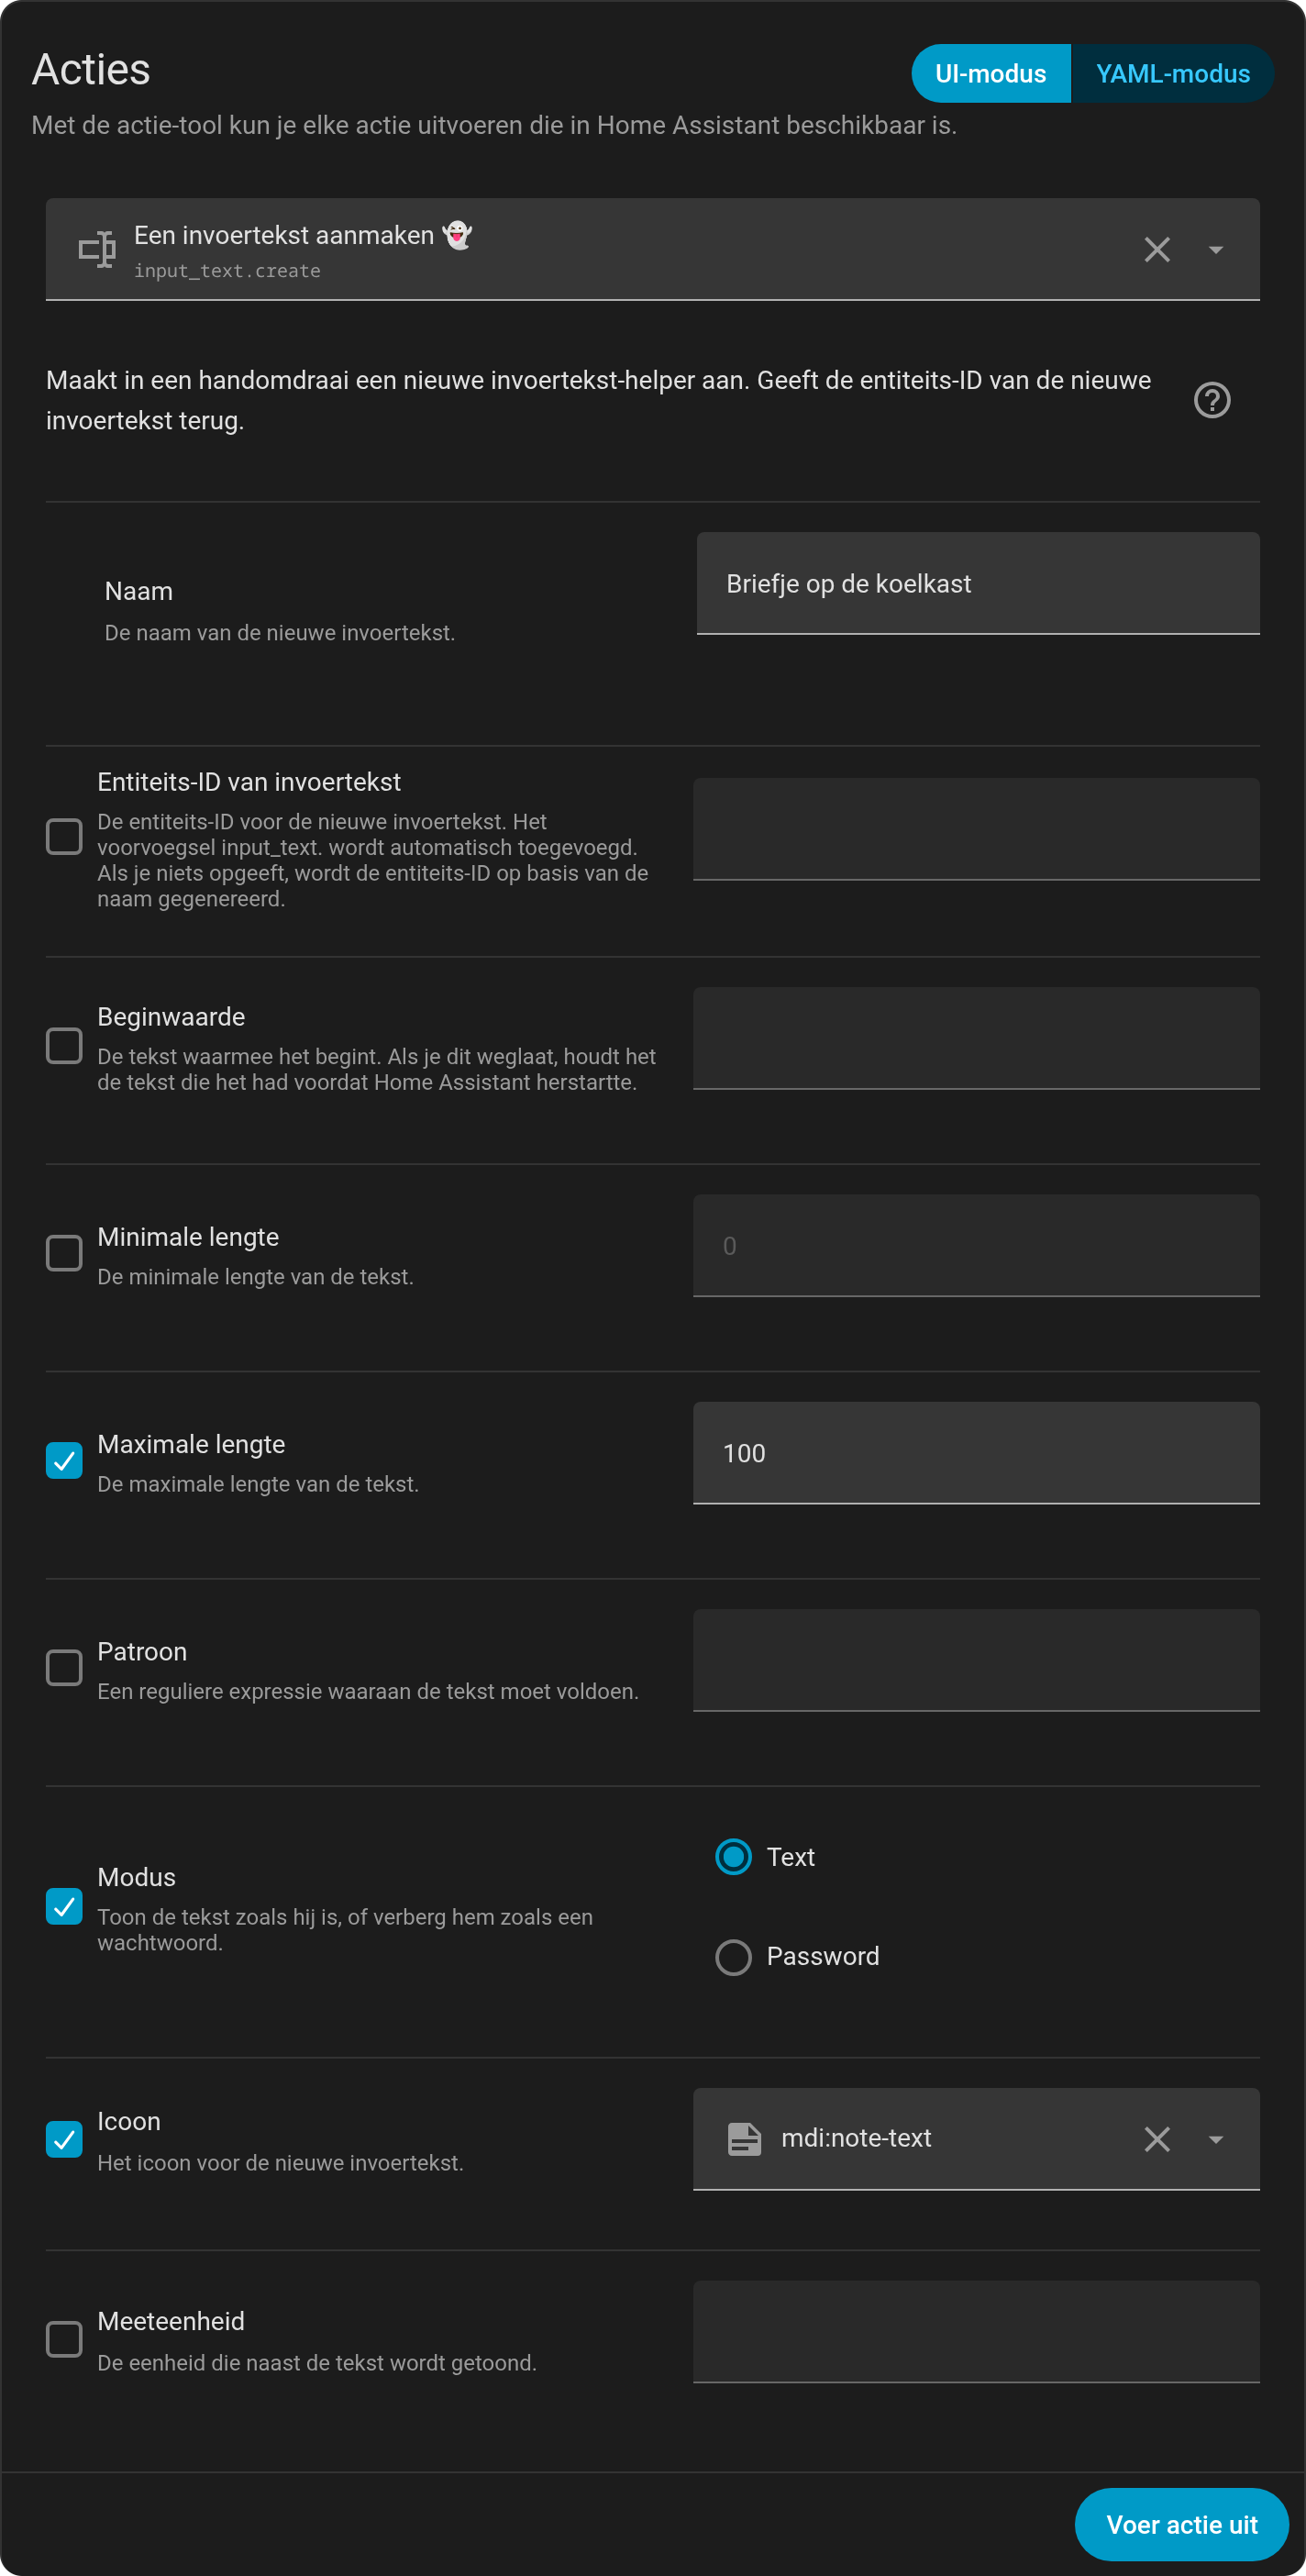 Acties
UI-modus
YAML-modus
Met de actie-tool kun je elke actie uitvoeren die in Home Assistant beschikbaar is.
Een invoertekst aanmaken 👻
input_text.create
Maakt in een handomdraai een nieuwe invoertekst-helper aan. Geeft de entiteits-ID van de nieuwe
invoertekst terug.
Naam
De naam van de nieuwe invoertekst.
Briefje op de koelkast
Entiteits-ID van invoertekst
De entiteits-ID voor de nieuwe invoertekst. Het
voorvoegsel input_text. wordt automatisch toegevoegd.
Als je niets opgeeft, wordt de entiteits-ID op basis van de
naam gegenereerd.
Beginwaarde
De tekst waarmee het begint. Als je dit weglaat, houdt het
de tekst die het had voordat Home Assistant herstartte.
Minimale lengte
De minimale lengte van de tekst.
0
Maximale lengte
De maximale lengte van de tekst.
100
Patroon
Een reguliere expressie waaraan de tekst moet voldoen.
Modus
Toon de tekst zoals hij is, of verberg hem zoals een
wachtwoord.
Text
Password
Icoon
Het icoon voor de nieuwe invoertekst.
mdi:note-text
Meeteenheid
De eenheid die naast de tekst wordt getoond.
Voer actie uit